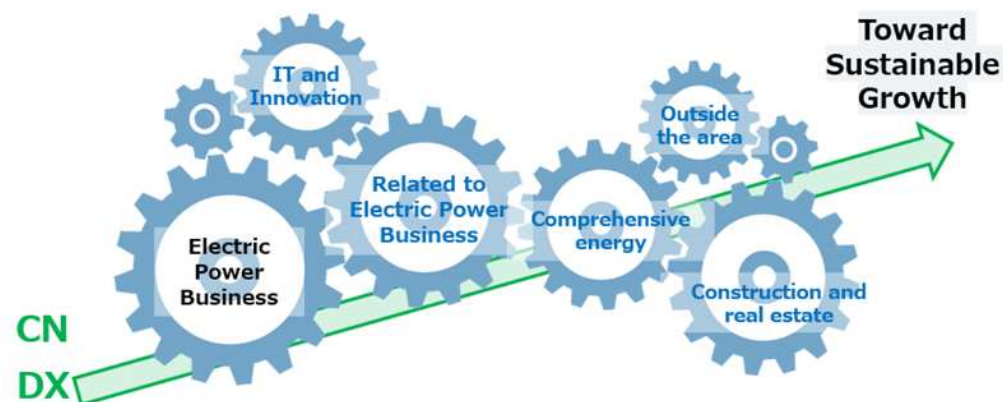 Toward
Sustainable
Growth
IT and
Innovation
Outside
the area
Related to
Electric Power
Business
Comprehensive
energy
Electric
Power
Business
Construction and
real estate
CN
DX